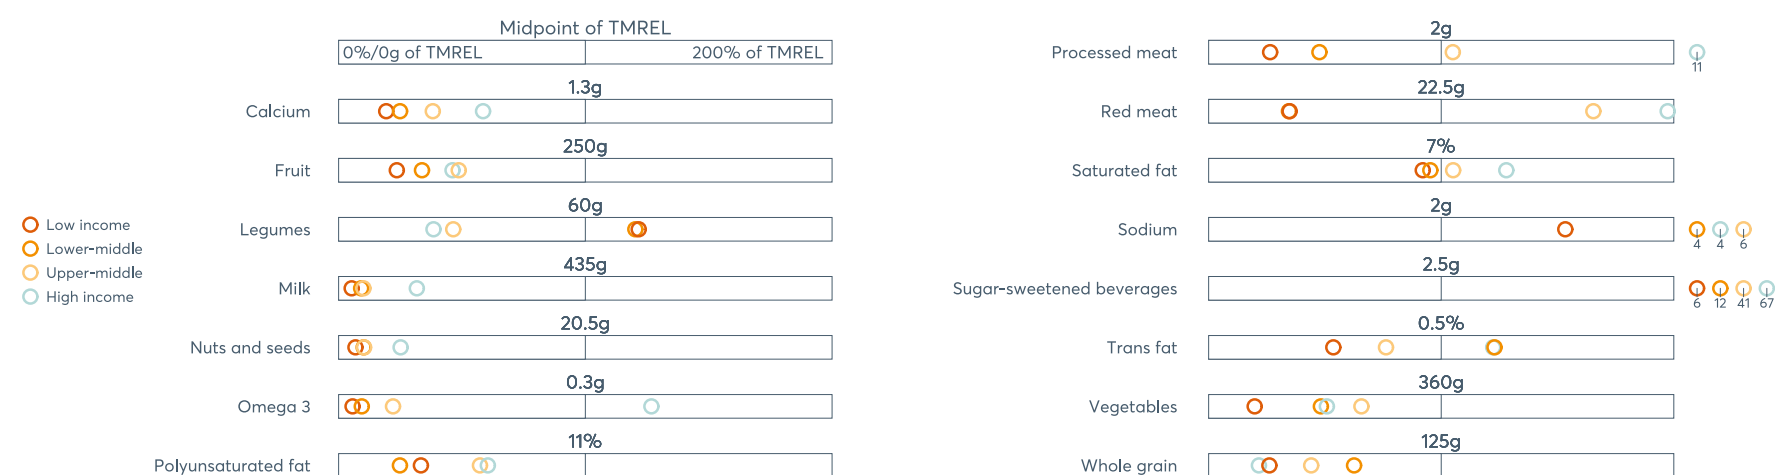 Midpoint of TMREL
0%/0g of TMREL 200% of TMREL
1.3g
Calcium
250g
Fruit
60g
Legumes
435g
Milk
20.5g
Nuts and seeds
0.3g
Omega 3
11%
Polyunsaturated fat
Low income
Lower-middle
Upper-middle
High income
2g
Processed meat
11
22.5g
Red meat
7%
Saturated fat
2g
Sodium
4 4 6
2.5g
Sugar-sweetened beverages
6 12 41 67
0.5%
Trans fat
360g
Vegetables
125g
Whole grain